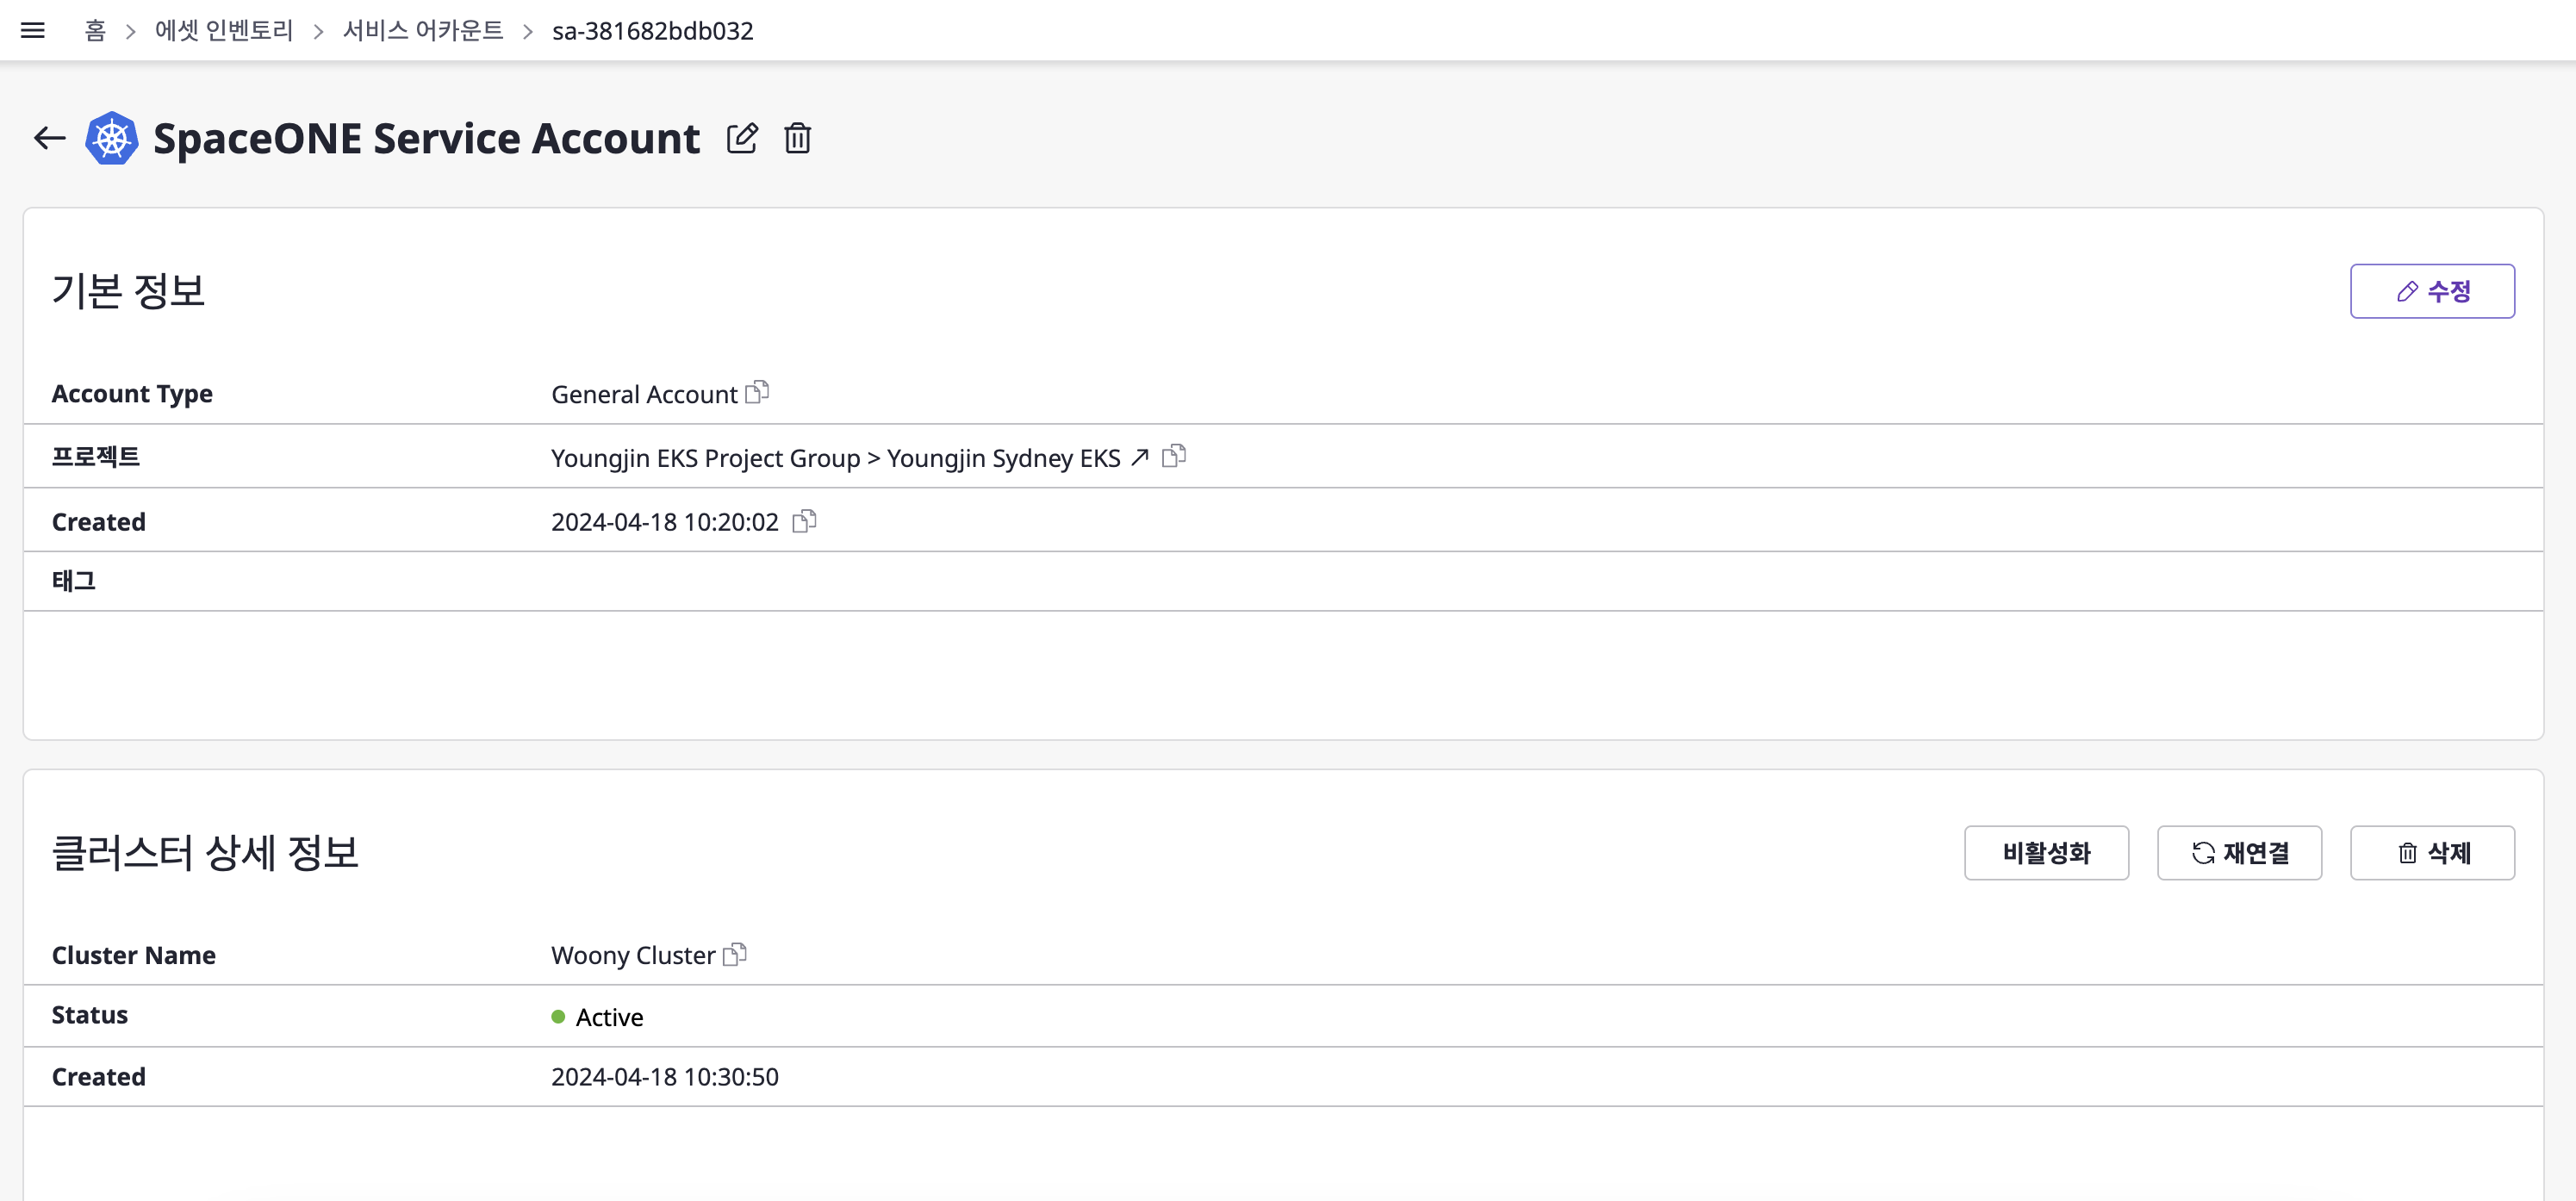 홈 > 에셋 인벤토리 > 서비스 어카운트 > sa-381682bdb032
SpaceONE Service Account
기본 정보
수정
Account Type General Account
프로젝트 Youngjin EKS Project Group > Youngjin Sydney EKS
Created 2024-04-18 10:20:02
태그
클러스터 상세 정보
비활성화 재연결 삭제
Cluster Name Woony Cluster
Status Active
Created 2024-04-18 10:30:50